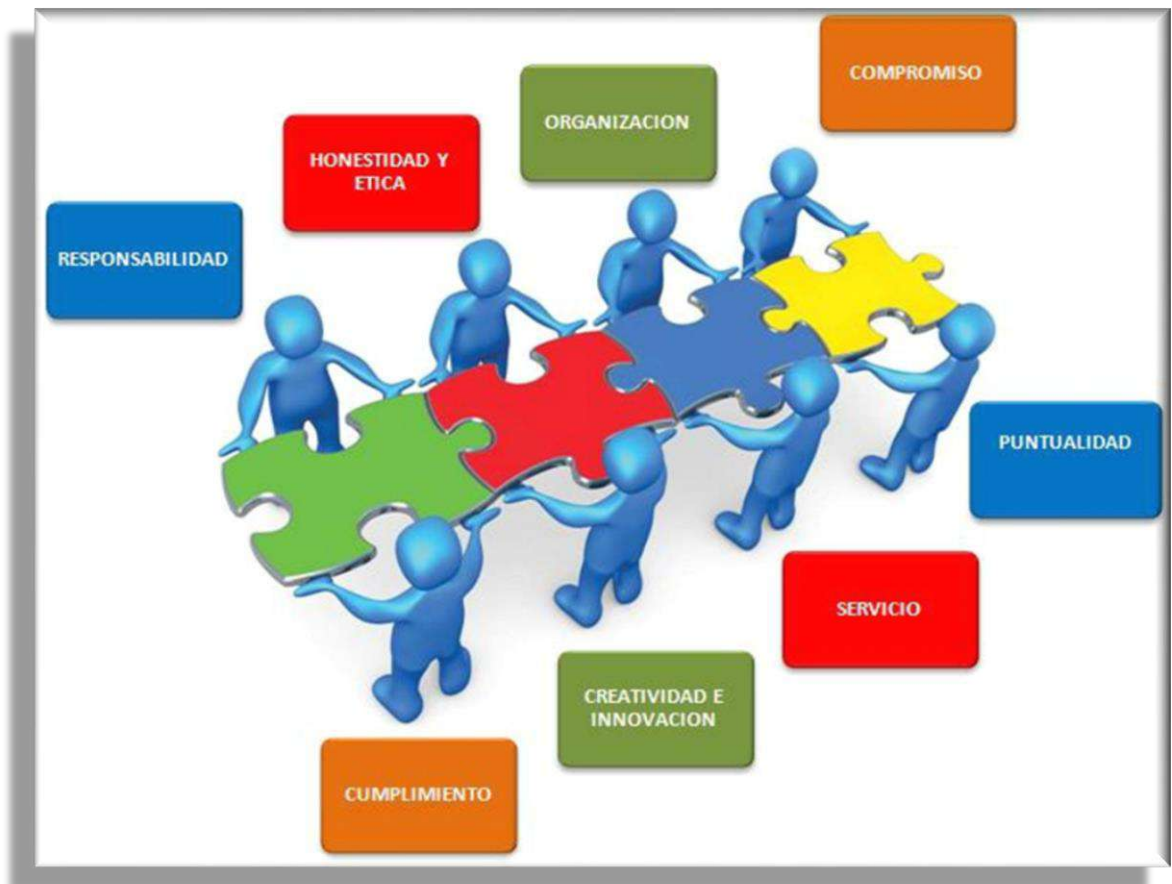 COMPROMISO
ORGANIZACION
HONESTIDAD Y
ETICA
RESPONSABILIDAD
PUNTUALIDAD
SERVICIO
CREATIVIDAD E
INNOVACION
CUMPLIMIENTO